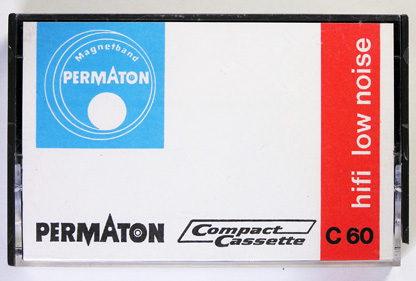 Magnetband
PERMATON
hifi low noise
PERMATON
Compact
Cassette
C 60